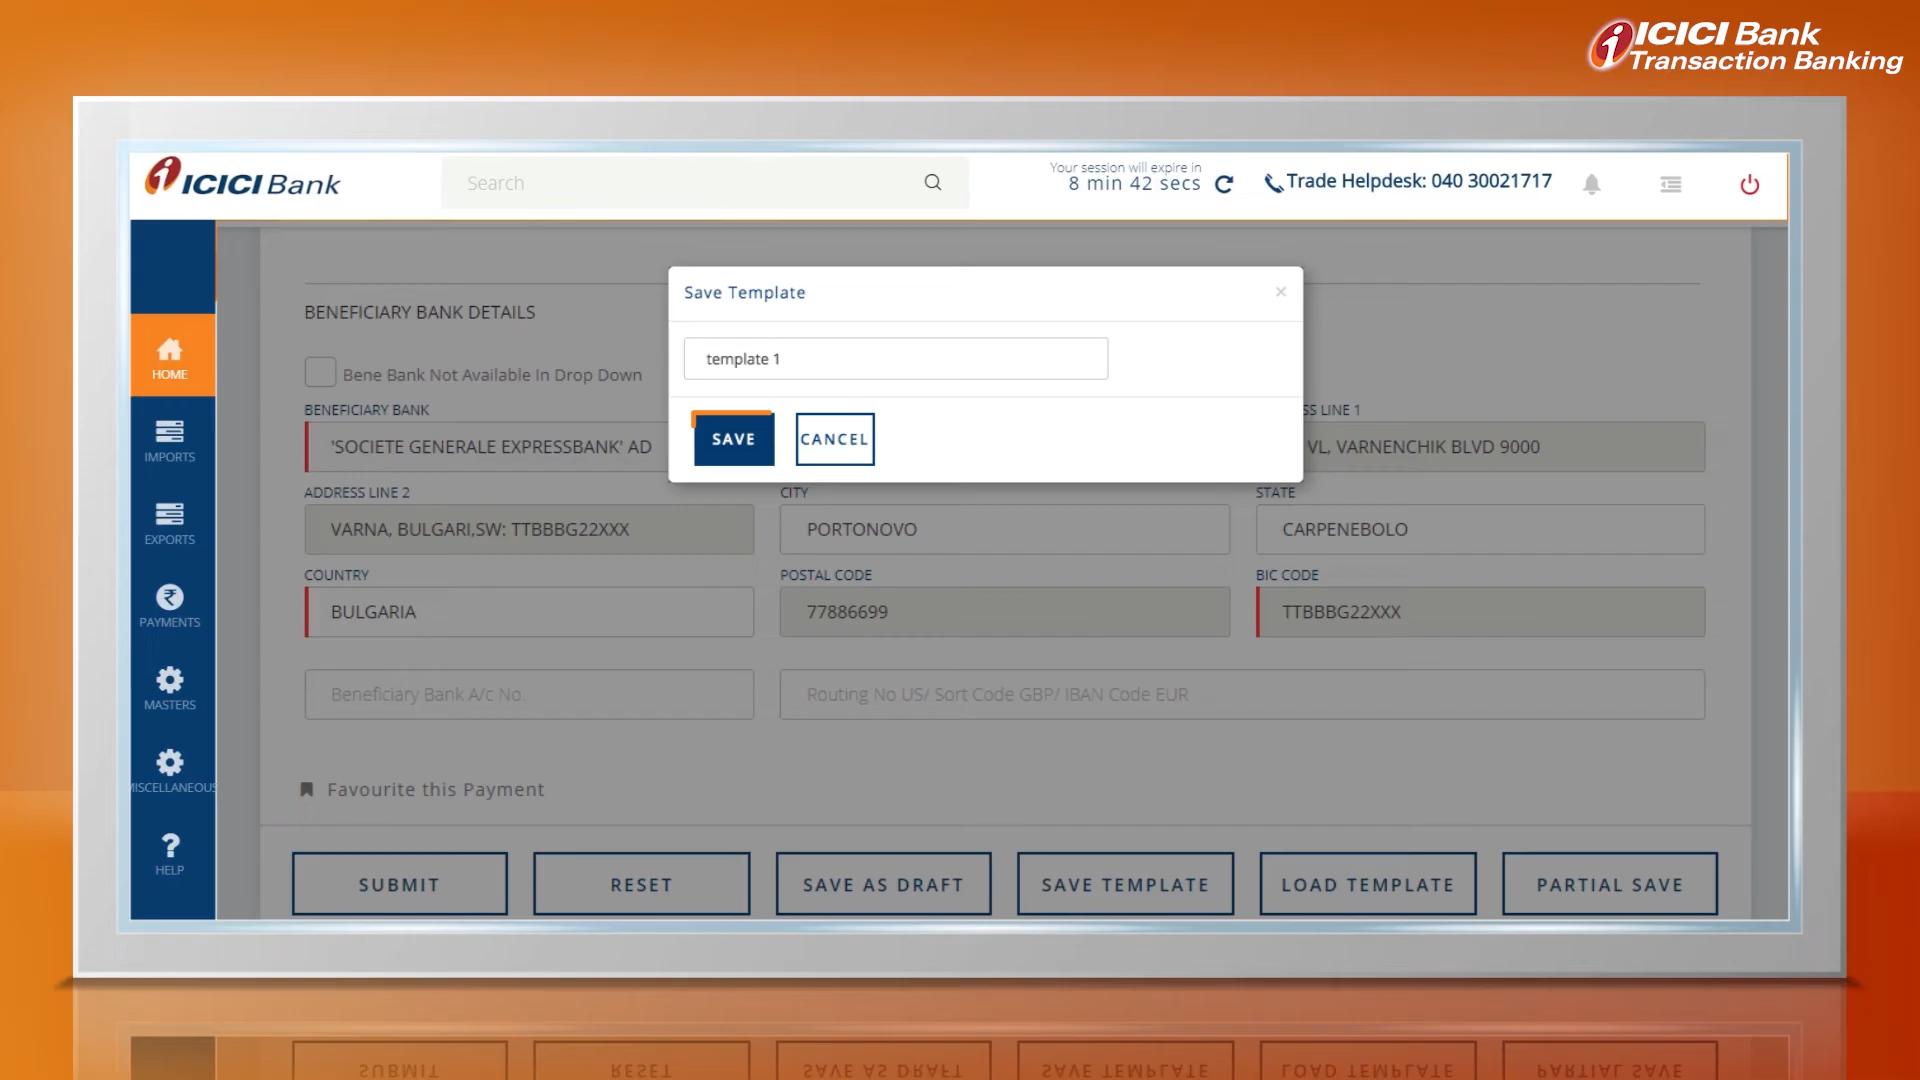 ICICI Bank
Transaction Banking
ICICI Bank
Search
Your session will expire in
8 min 42 secs
Trade Helpdesk: 040 30021717
BENEFICIARY BANK DETAILS
Save Template
×
template 1
SAVE
CANCEL
Bene Bank Not Available In Drop Down
BENEFICIARY BANK
SS LINE 1
'SOCIETE GENERALE EXPRESSBANK' AD
VL, VARNENCHIK BLVD 9000
ADDRESS LINE 2
CITY
STATE
VARNA, BULGARI,SW: TTBBBG22XXX
PORTONOVO
CARPENEBOLO
COUNTRY
POSTAL CODE
BIC CODE
BULGARIA
77886699
TTBBBG22XXX
Beneficiary Bank A/c No.
Routing No US/ Sort Code GBP/ IBAN Code EUR
Favourite this Payment
SUBMIT
RESET
SAVE AS DRAFT
SAVE TEMPLATE
LOAD TEMPLATE
PARTIAL SAVE
HOME
IMPORTS
EXPORTS
PAYMENTS
MASTERS
MISCELLANEOUS
HELP